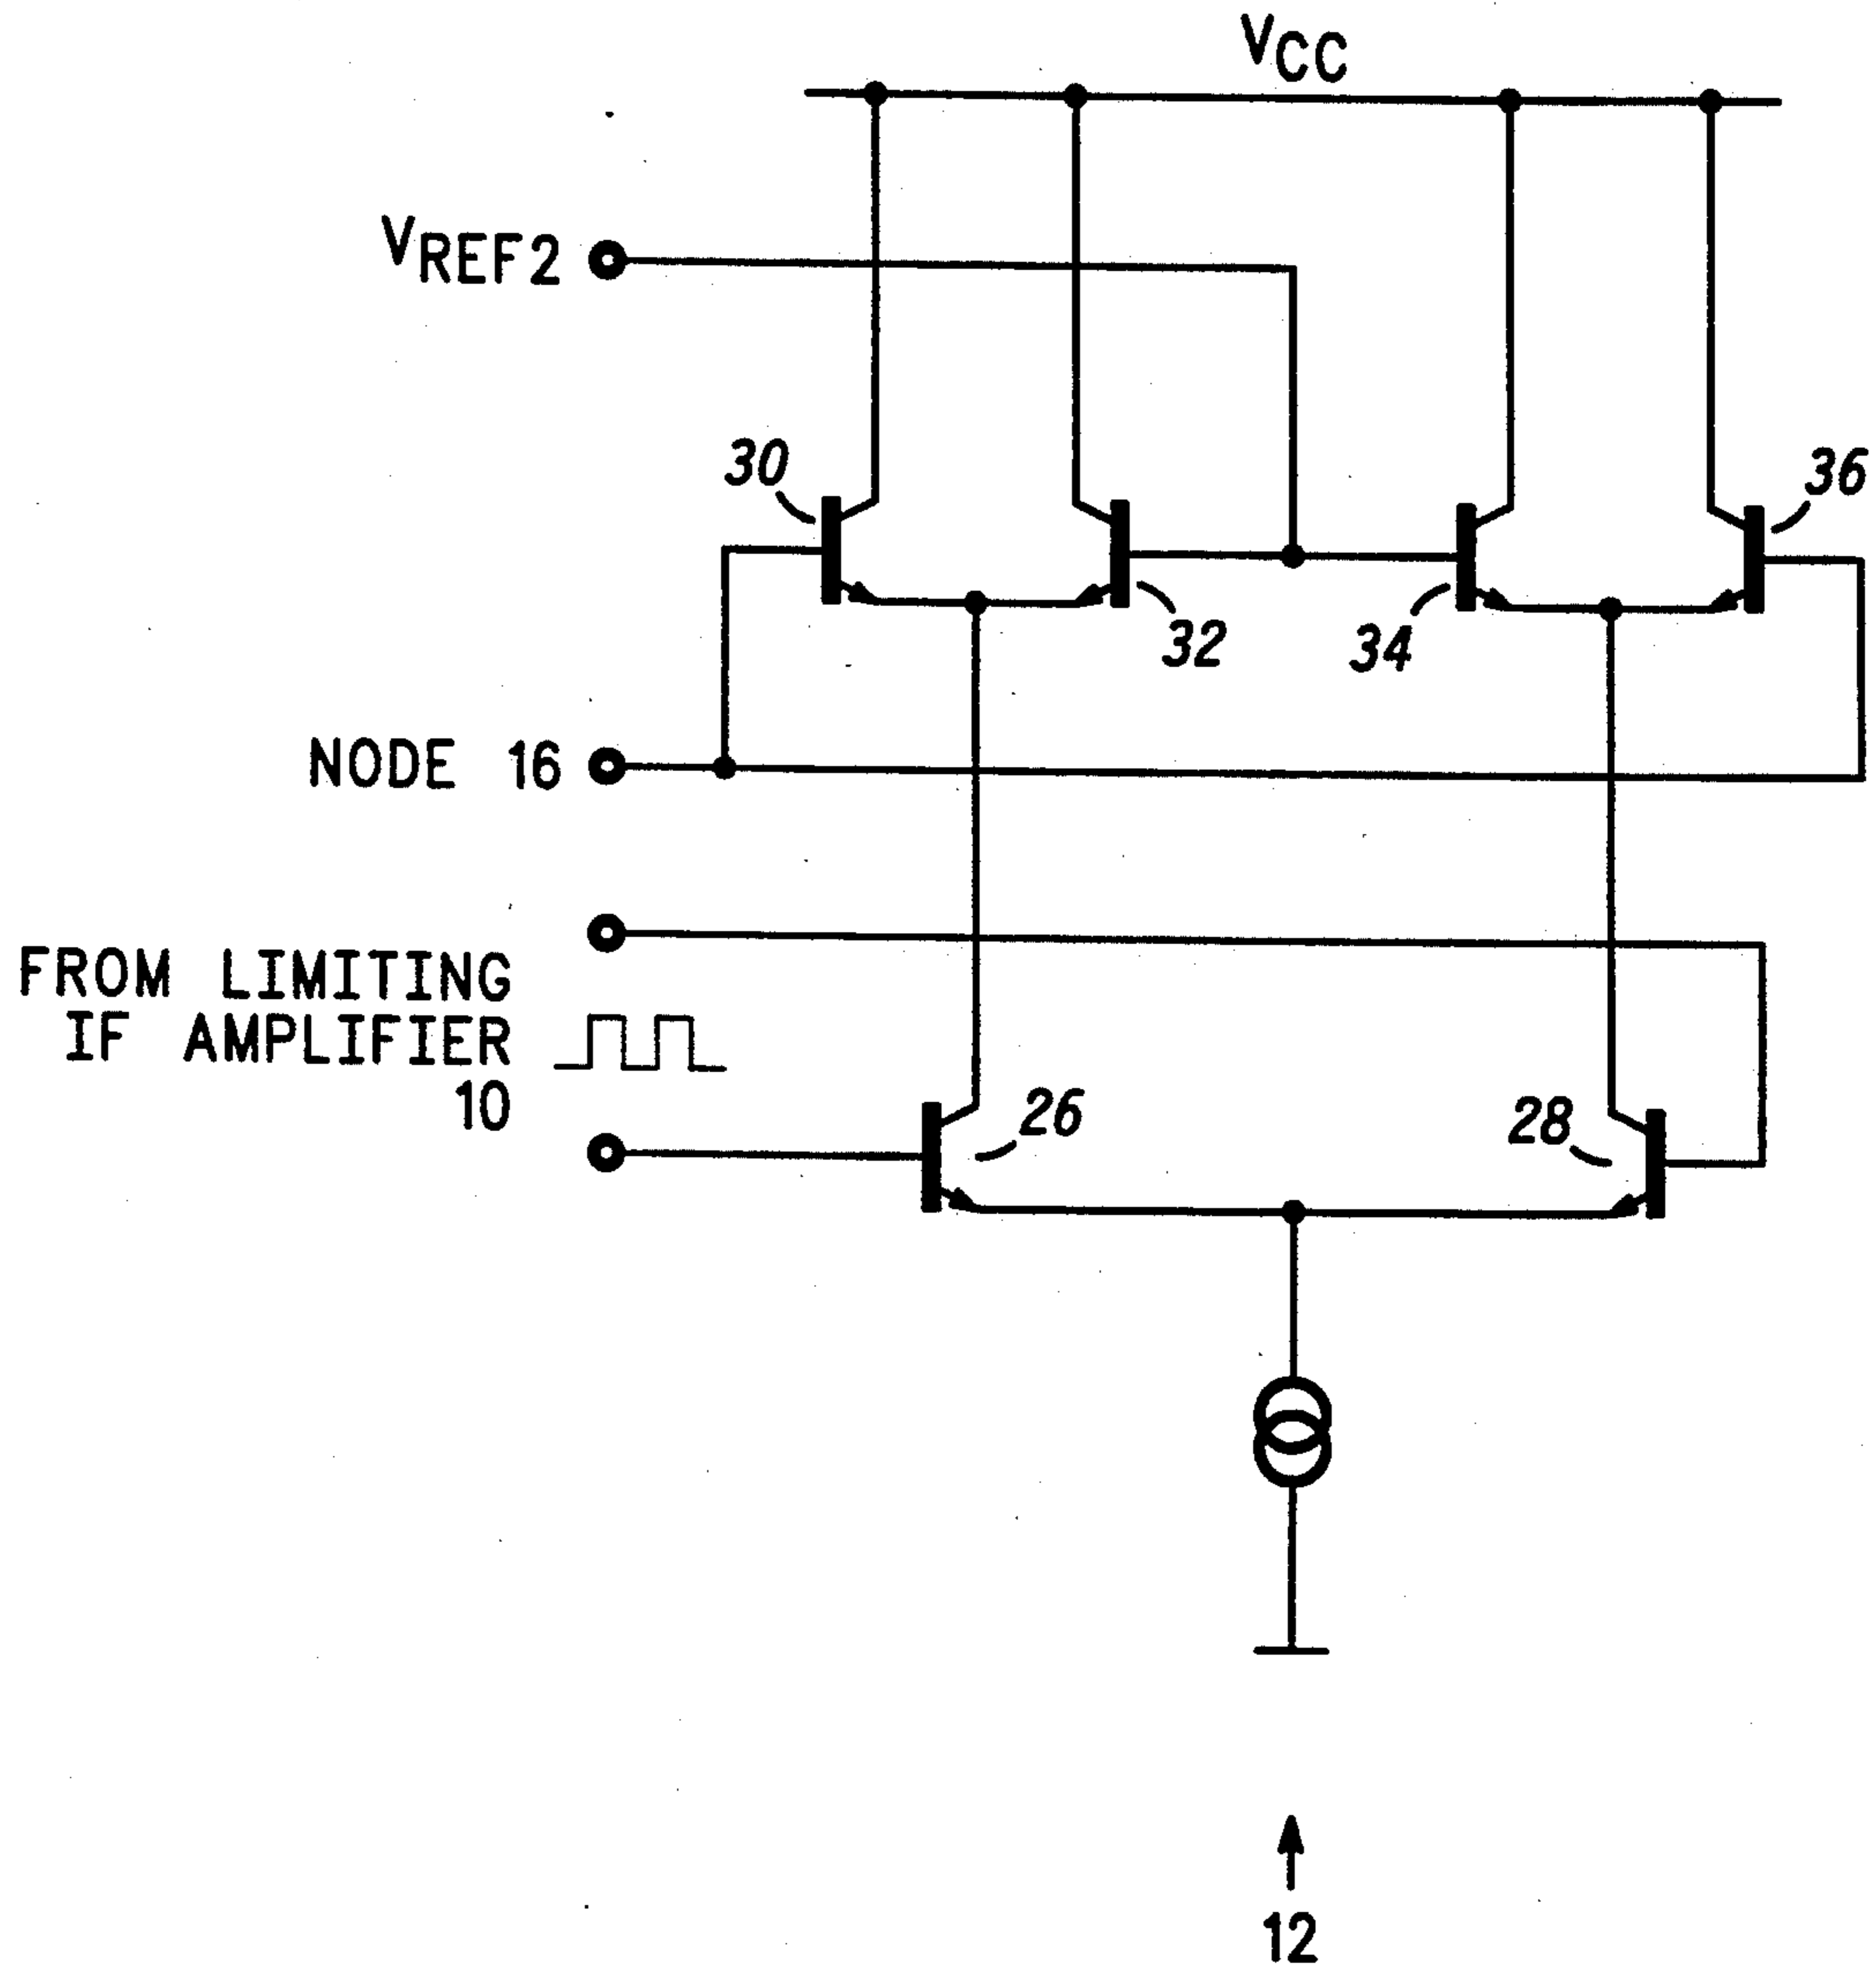 VCC
VREF2
30
36
32
34
NODE 16
FROM LIMITING
IF AMPLIFIER
10
26
28
12